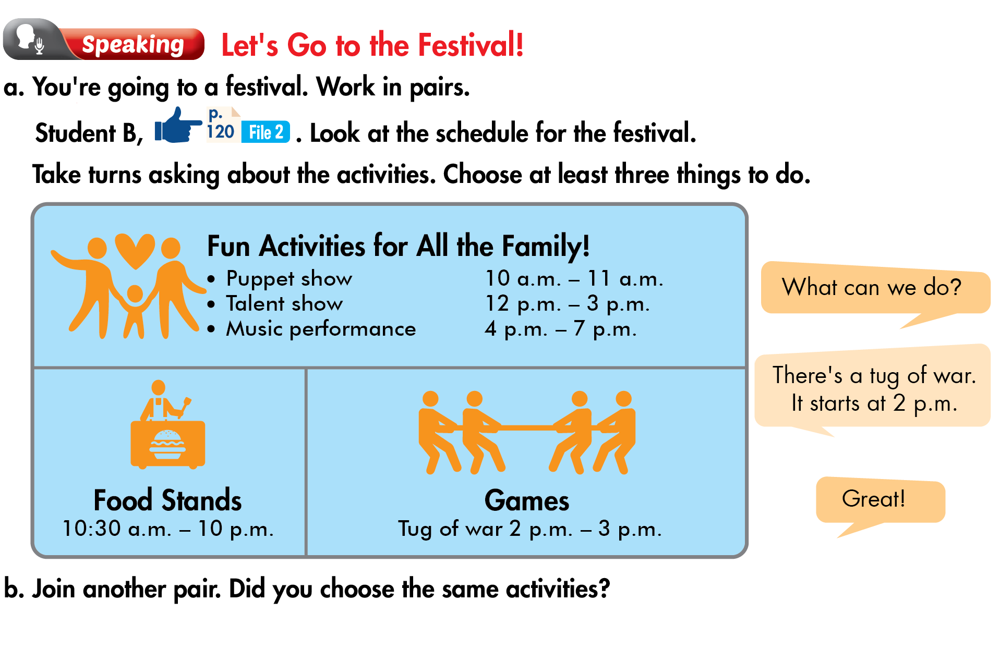 Speaking Let's Go to the Festival!
a. You're going to a festival. Work in pairs.
Student B, p. 120 File 2 . Look at the schedule for the festival.
Take turns asking about the activities. Choose at least three things to do.
Fun Activities for All the Family!
• Puppet show 10 a.m. – 11 a.m.
• Talent show 12 p.m. – 3 p.m.
• Music performance 4 p.m. – 7 p.m.
Food Stands
10:30 a.m. – 10 p.m.
Games
Tug of war 2 p.m. – 3 p.m.
What can we do?
There's a tug of war.
It starts at 2 p.m.
Great!
b. Join another pair. Did you choose the same activities?